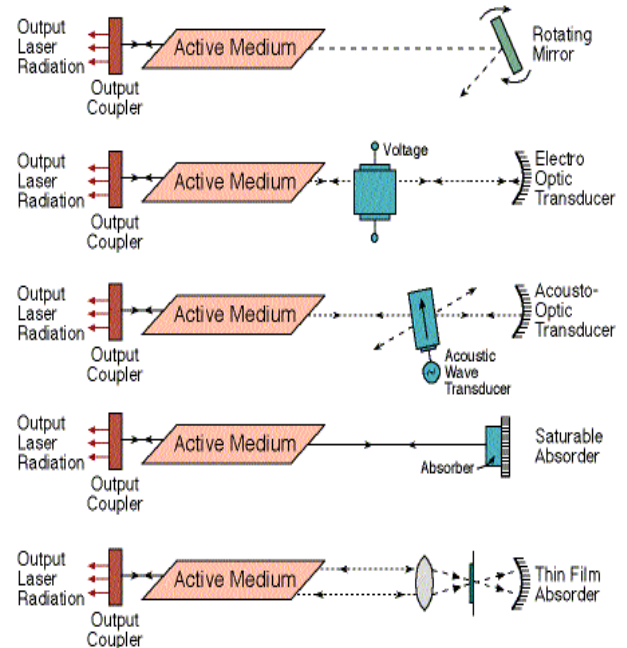 Output
Laser
Radiation
Output
Coupler
Active Medium
Rotating
Mirror
Output
Laser
Radiation
Output
Coupler
Active Medium
Voltage
Electro
Optic
Transducer
Output
Laser
Radiation
Output
Coupler
Active Medium
Acoustic
Wave
Transducer
Acousto-
Optic
Transducer
Output
Laser
Radiation
Output
Coupler
Active Medium
Absorber
Saturable
Absorder
Output
Laser
Radiation
Output
Coupler
Active Medium
Thin Film
Absorder